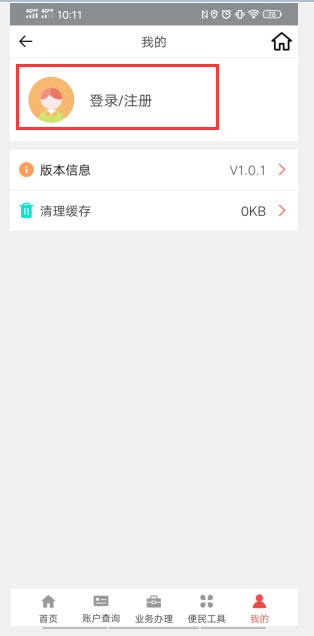 10:11
78
我的
登录/注册
版本信息 V1.0.1
清理缓存 0KB
首页 账户查询 业务办理 便民工具 我的